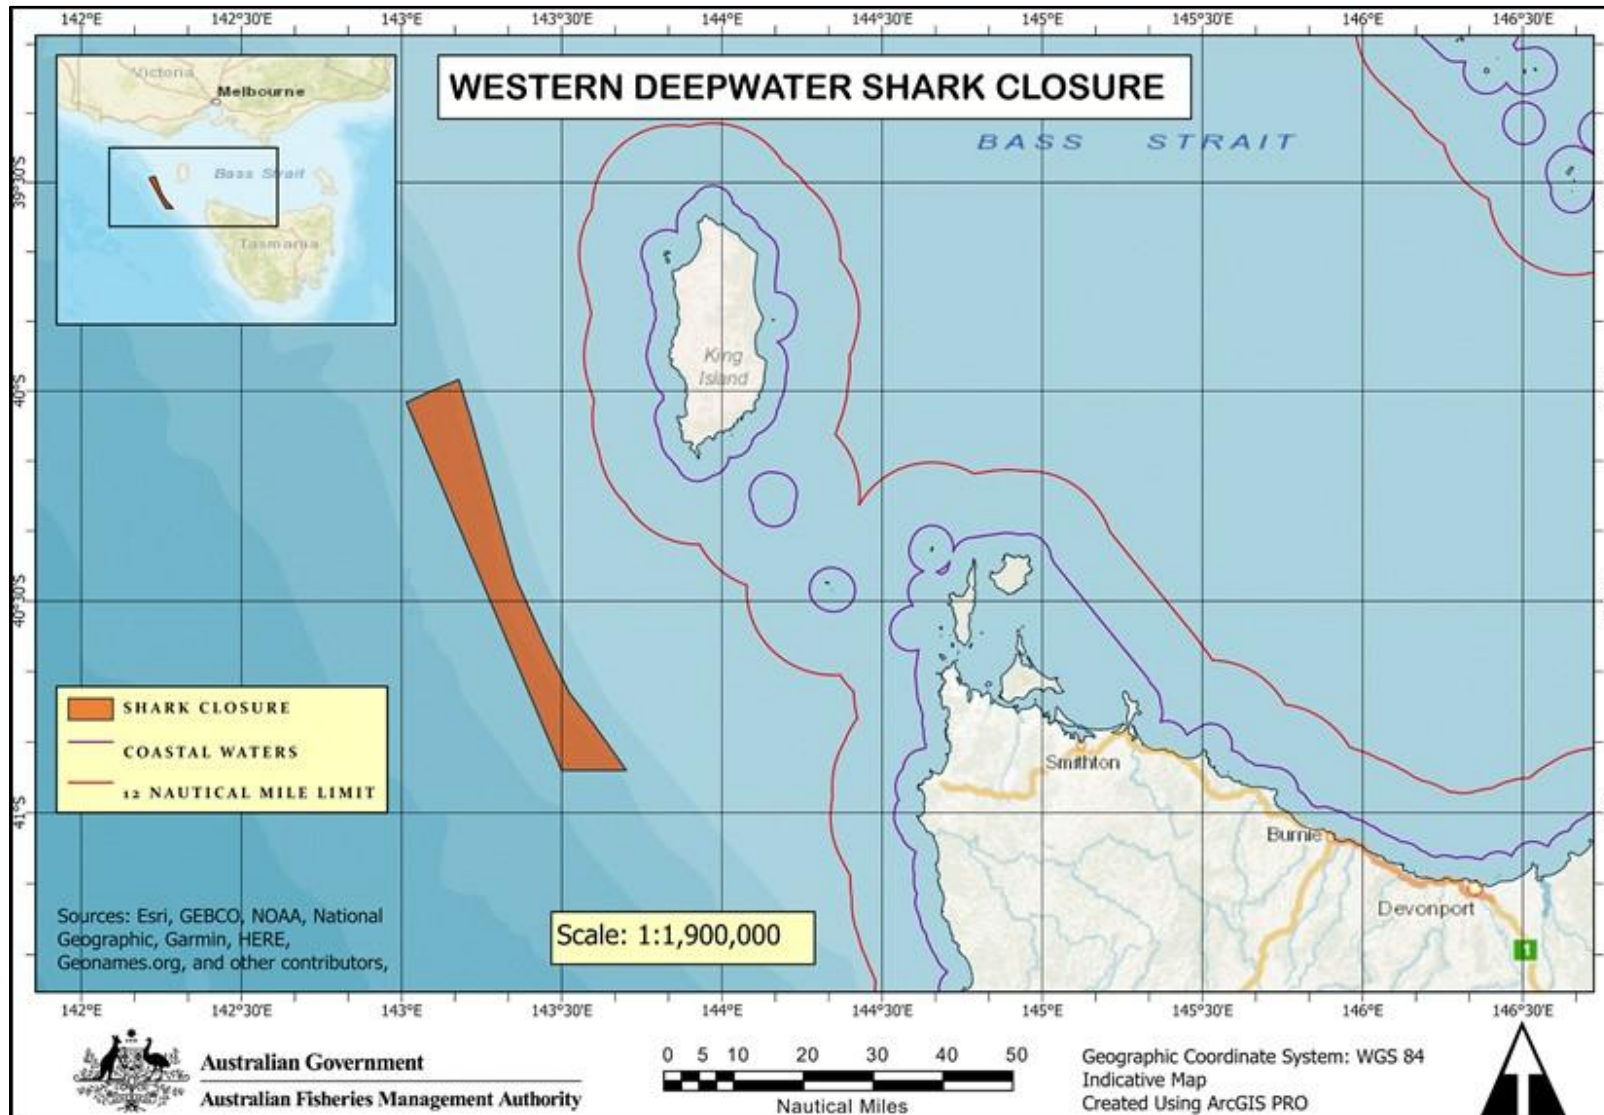 142°E 142°30'E 143°E 143°30'E 144°E 144°30'E 145°E 145°30'E 146°E 146°30'E
WESTERN DEEPWATER SHARK CLOSURE
Victoria
Melbourne
Bass Strait
Tasmania
BASS STRAIT
39°30'S
40°S
40°30'S
41°S
King
Island
Smithton
Burnie
Devonport
1
SHARK CLOSURE
COASTAL WATERS
12 NAUTICAL MILE LIMIT
Sources: Esri, GEBCO, NOAA, National
Geographic, Garmin, HERE,
Geonames.org, and other contributors,
Scale: 1:1,900,000
142°E 142°30'E 143°E 143°30'E 144°E 144°30'E 145°E 145°30'E 146°E 146°30'E
Australian Government
Australian Fisheries Management Authority
0 5 10 20 30 40 50
Nautical Miles
Geographic Coordinate System: WGS 84
Indicative Map
Created Using ArcGIS PRO